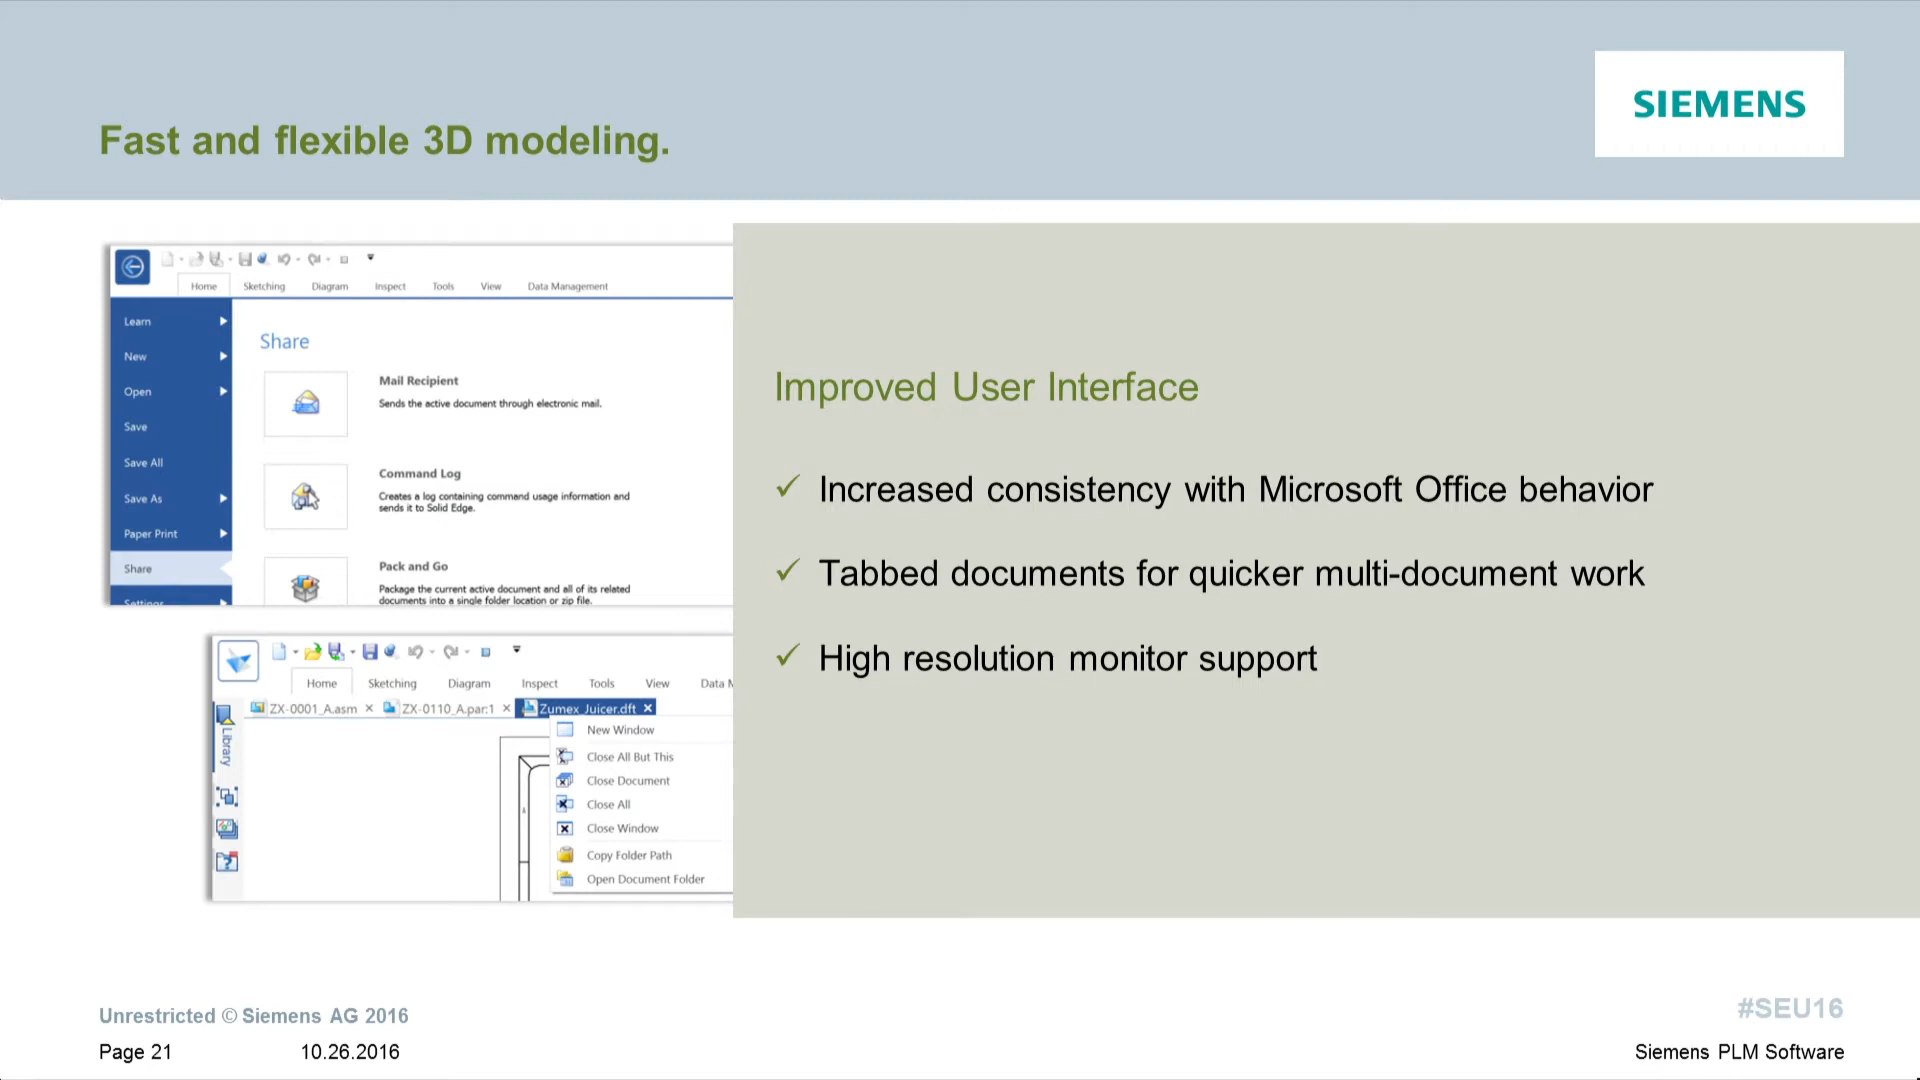 SIEMENS
Fast and flexible 3D modeling.
Home Sketching Diagram Inspect Tools View Data Management
Learn
New
Open
Save
Save All
Save As
Paper Print
Share
Settings
Share
Mail Recipient
Sends the active document through electronic mail.
Command Log
Creates a log containing command usage information and
sends it to Solid Edge.
Pack and Go
Package the current active document and all of its related
documents into a single folder location or zip file.
Home Sketching Diagram Inspect Tools View Data M
ZX-0001_A.asm ZX-0110_A.par:1 Zumex_Juicer.dft
Library
New Window
Close All But This
Close Document
Close All
Close Window
Copy Folder Path
Open Document Folder
Improved User Interface
✓ Increased consistency with Microsoft Office behavior
✓ Tabbed documents for quicker multi-document work
✓ High resolution monitor support
Unrestricted © Siemens AG 2016
#SEU16
Page 21 10.26.2016 Siemens PLM Software